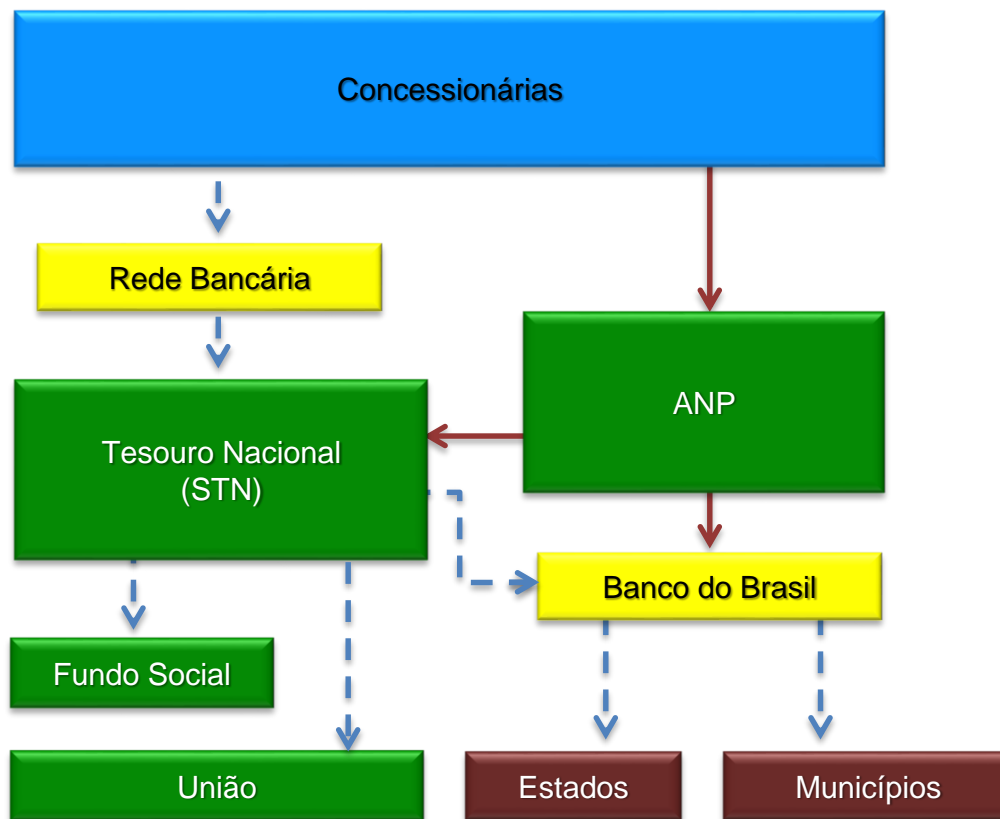 Concessionárias
Rede Bancária
ANP
Tesouro Nacional
(STN)
Banco do Brasil
Fundo Social
União
Estados
Municípios